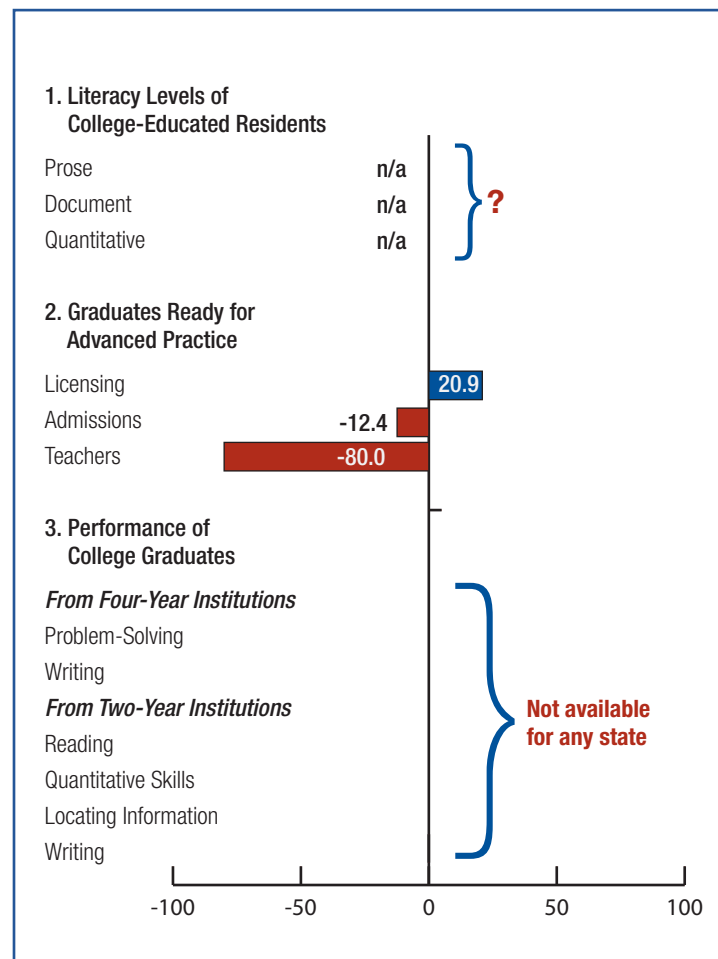 1. Literacy Levels of
College-Educated Residents
Prose n/a
Document n/a
Quantitative n/a
?
2. Graduates Ready for
Advanced Practice
Licensing 20.9
Admissions -12.4
Teachers -80.0
3. Performance of
College Graduates
From Four-Year Institutions
Problem-Solving
Writing
From Two-Year Institutions
Reading
Quantitative Skills
Locating Information
Writing
Not available
for any state
-100 -50 0 50 100